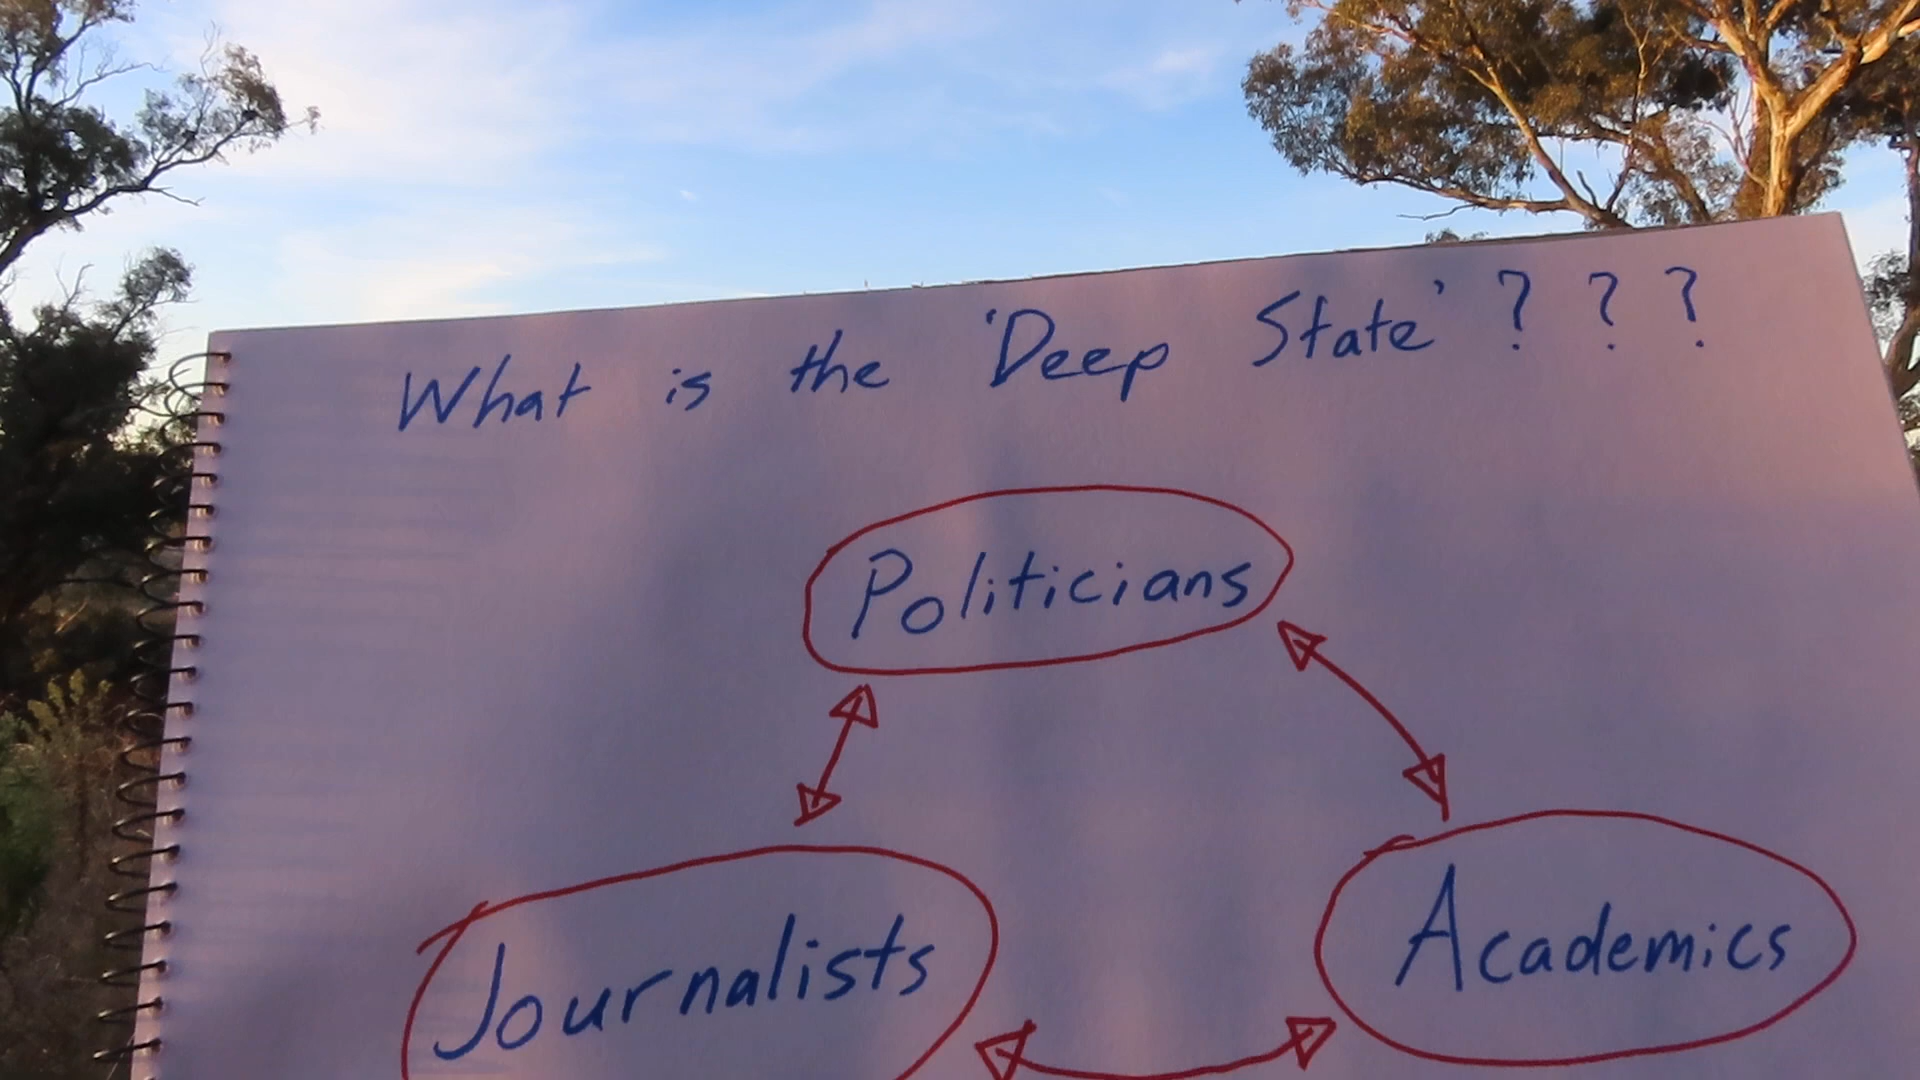 What is the 'Deep State' ? ? ?
Politicians
Journalists
Academics